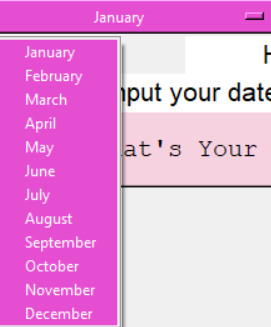 January
H
January
February
nput your date
March
April
May
at's Your
June
July
August
September
October
November
December